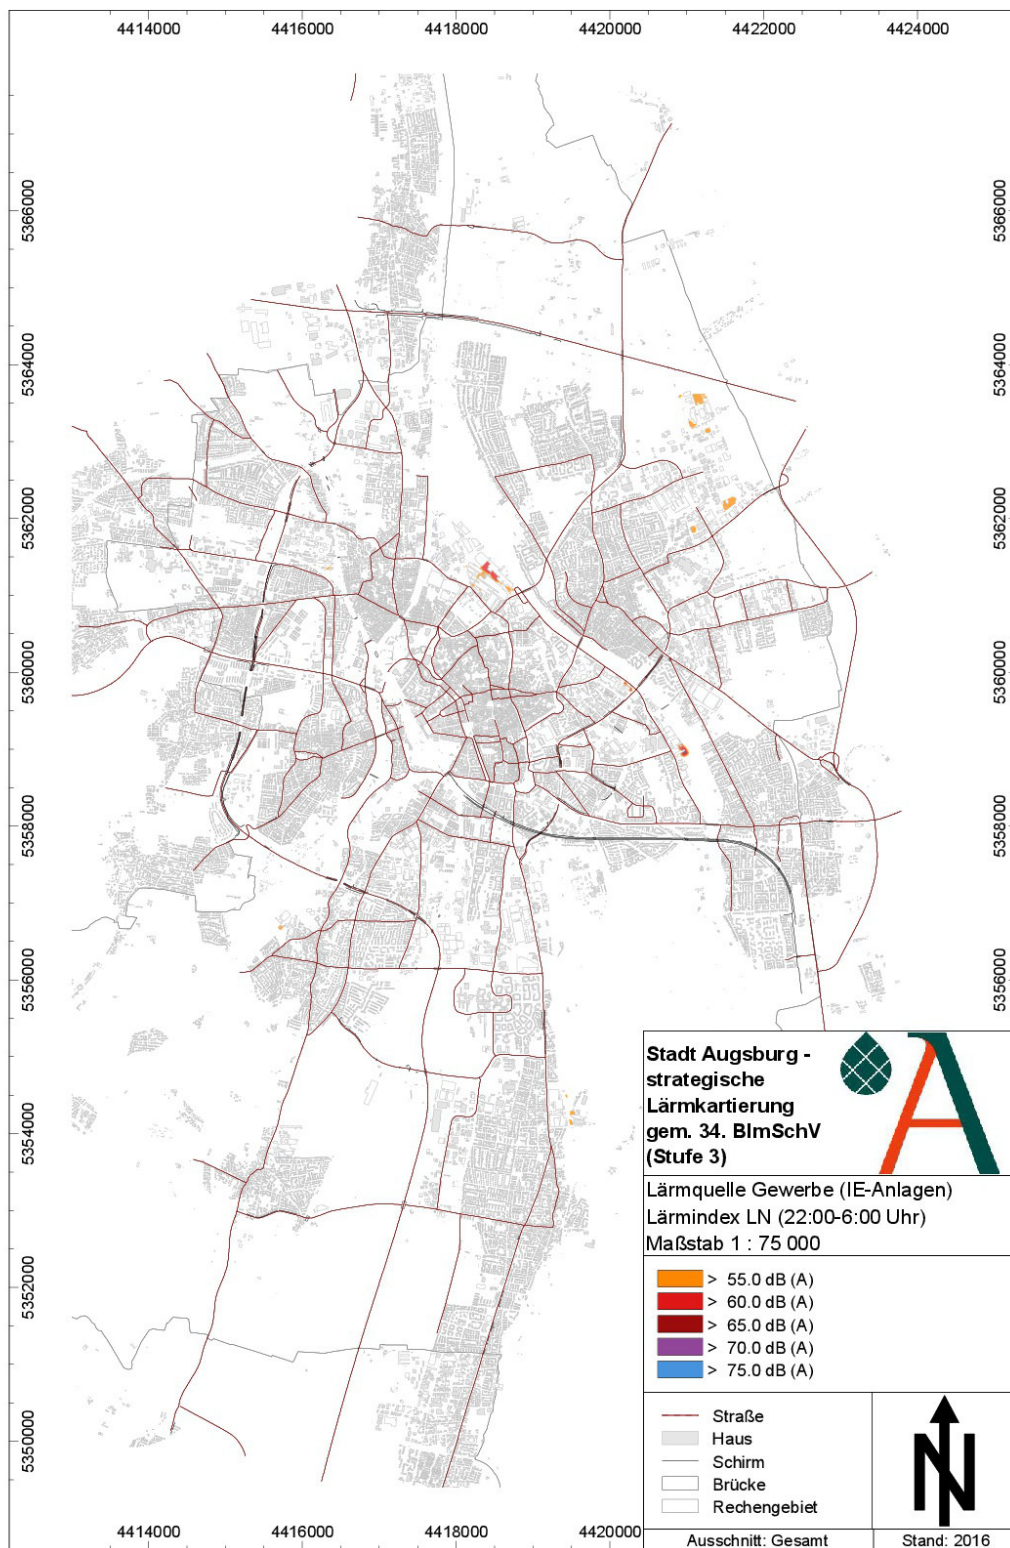 4414000 4416000 4418000 4420000 4422000 4424000
5366000 5366000
5364000 5364000
5362000 5362000
5360000 5360000
5358000 5358000
5356000 5356000
5354000
5352000
5350000
Stadt Augsburg -
strategische
Lärmkartierung
gem. 34. BImSchV
(Stufe 3)
Lärmquelle Gewerbe (IE-Anlagen)
Lärmindex LN (22:00-6:00 Uhr)
Maßstab 1 : 75 000
> 55.0 dB (A)
> 60.0 dB (A)
> 65.0 dB (A)
> 70.0 dB (A)
> 75.0 dB (A)
Straße
Haus
Schirm
Brücke
Rechengebiet
N
4414000 4416000 4418000 4420000
Ausschnitt: Gesamt Stand: 2016